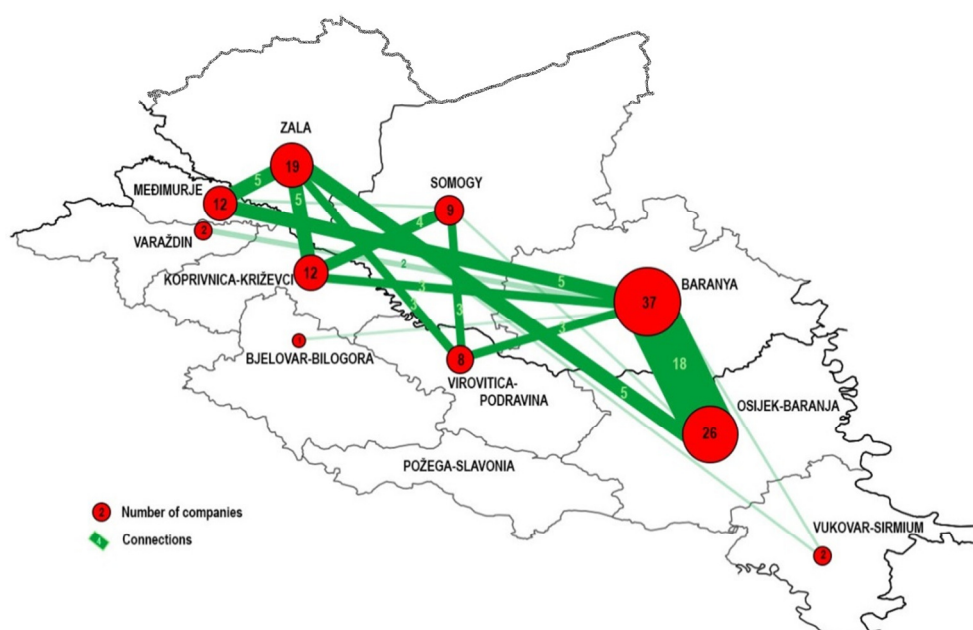 ZALA
19
5
5
MEĐIMURJE
12
SOMOGY
9
4
2
VARAŽDIN
2
KOPRIVNICA-KRIŽEVCI
12
3
5
BARANYA
37
3
3
3
1
BJELOVAR-BILOGORA
8
VIROVITICA-
PODRAVINA
18
5
OSIJEK-BARANJA
26
POŽEGA-SLAVONIA
2 Number of companies
Connections
VUKOVAR-SIRMIUM
2